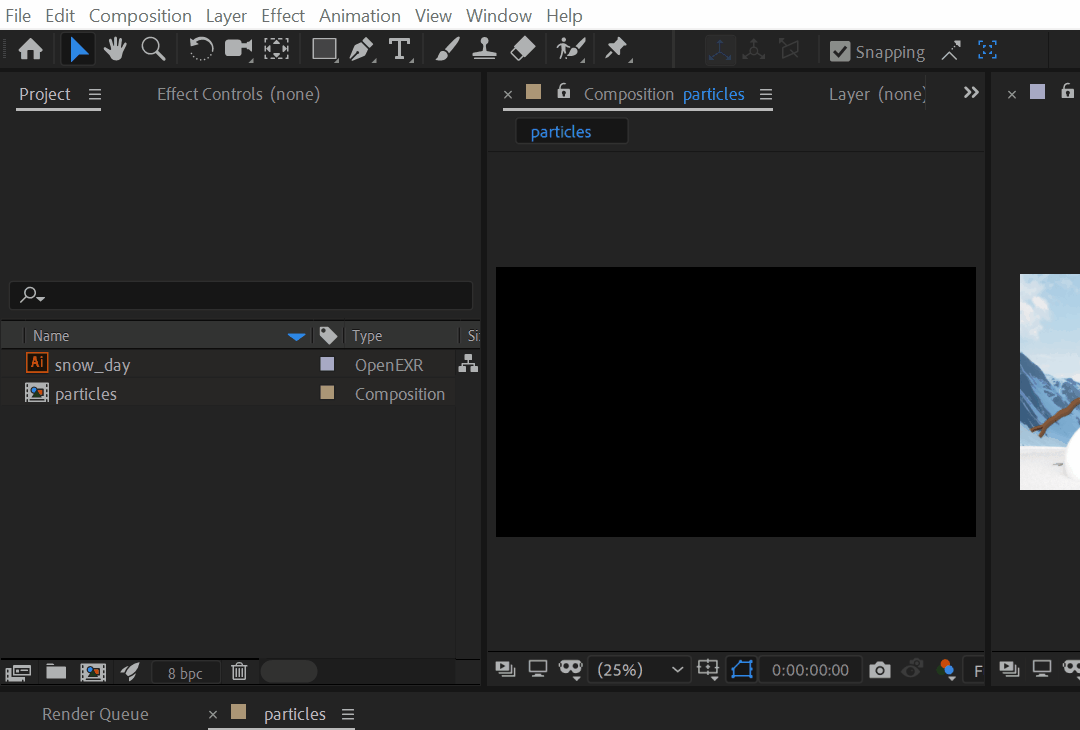 File Edit Composition Layer Effect Animation View Window Help
Snapping
Project Effect Controls (none) Composition particles Layer (none)
particles
Name Type Si
Ai snow_day OpenEXR
particles Composition
8 bpc (25%) 0:00:00:00 F
Render Queue particles